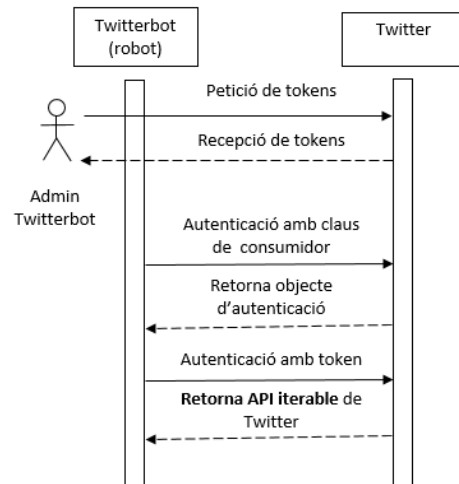 Twitterbot
(robot)
Twitter
Petició de tokens
Recepció de tokens
Admin
Twitterbot
Autenticació amb claus
de consumidor
Retorna objecte
d'autenticació
Autenticació amb token
Retorna API iterable de
Twitter